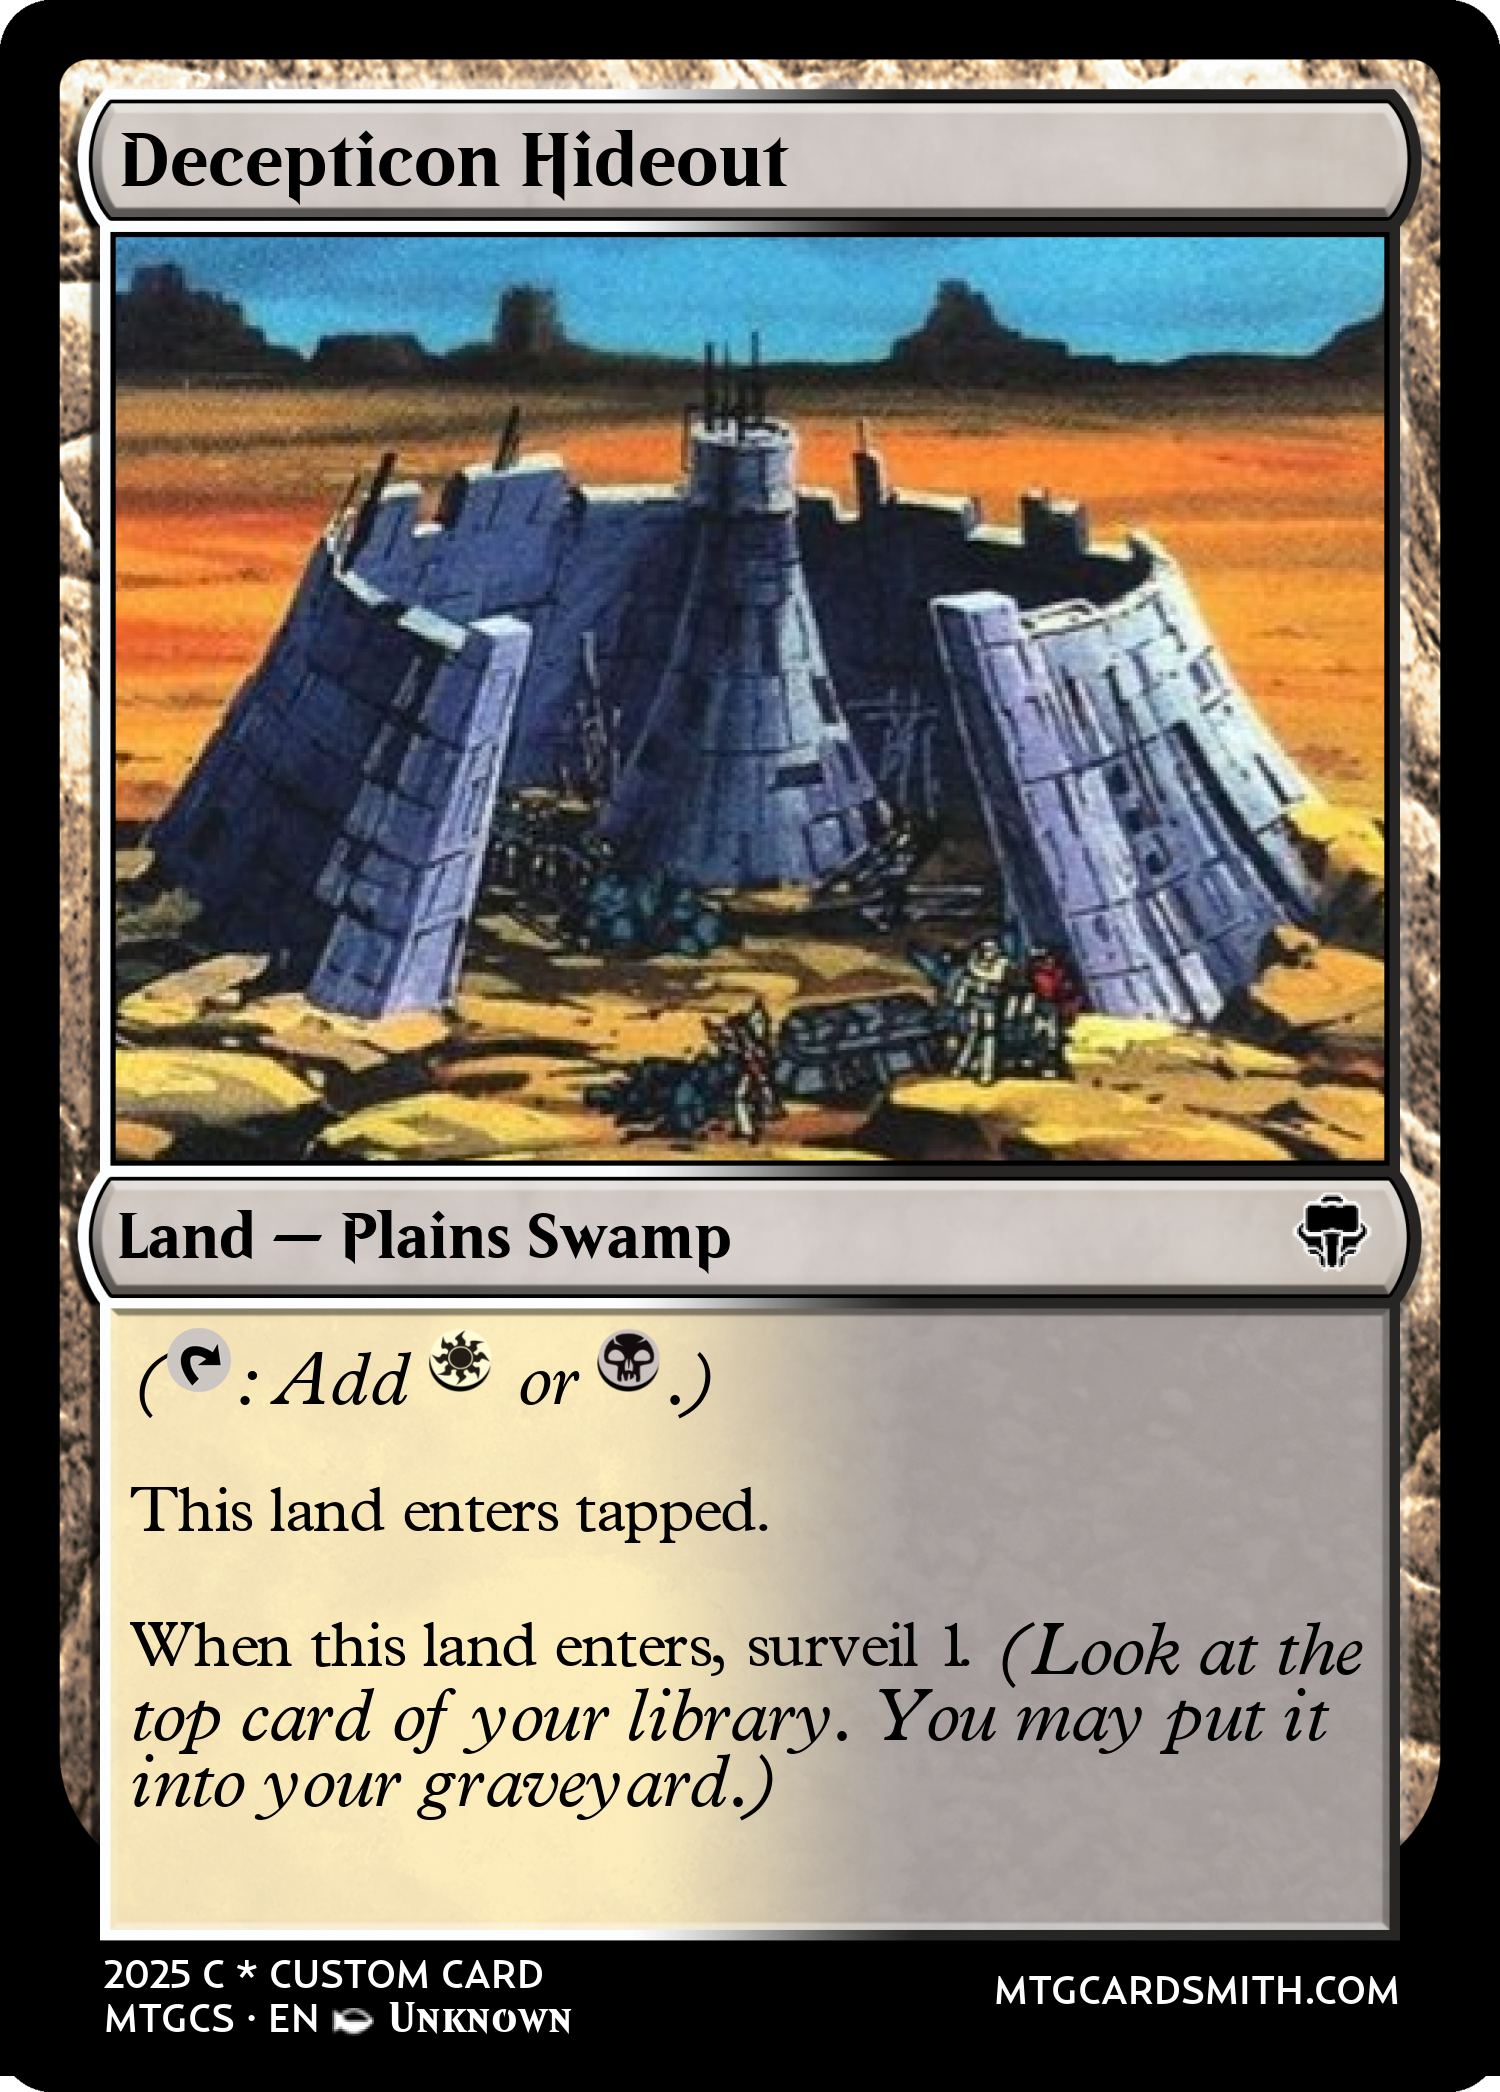 Decepticon Hideout
Land — Plains Swamp
( : Add or .)
This land enters tapped.
When this land enters, surveil 1. (Look at the
top card of your library. You may put it
into your graveyard.)
2025 C * CUSTOM CARD
MTGCS · EN UNKNOWN
MTGCARDSMITH.COM